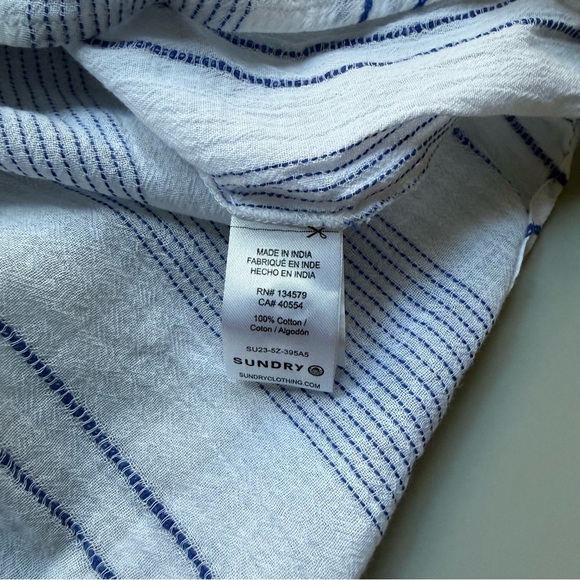 MADE IN INDIA
FABRIQUÉ EN INDE
HECHO EN INDIA
RN# 134579
CA# 40554
100% Cotton /
Coton / Algodón
SU23-5Z-395A5
SUNDRY
SUNDRYCLOTHING.COM